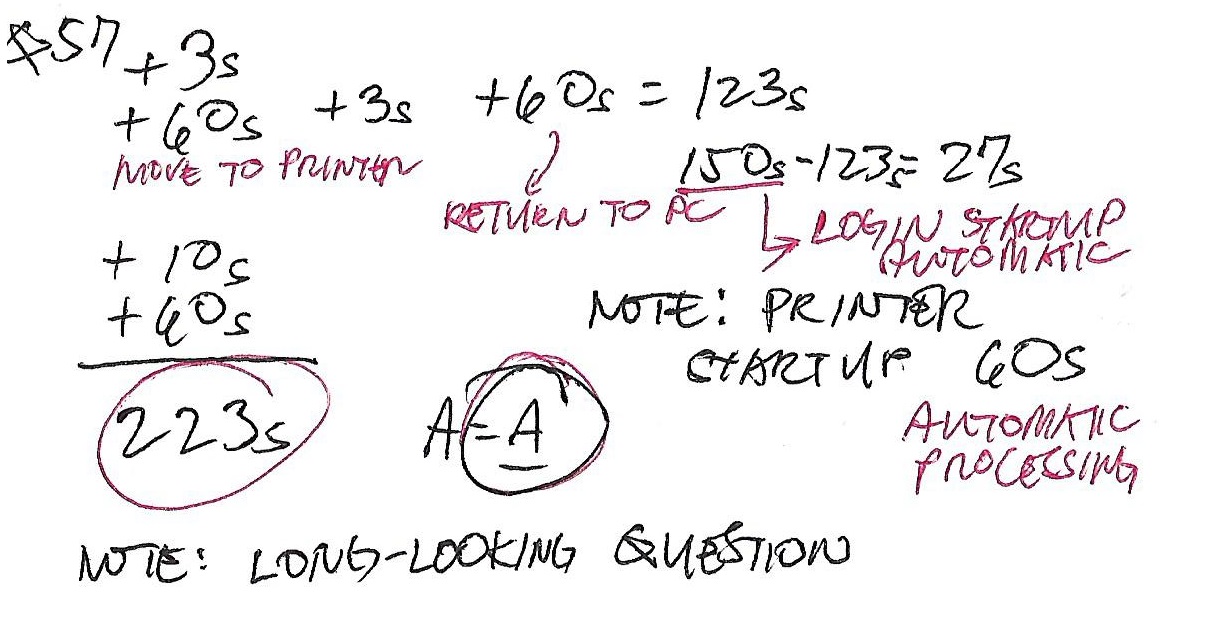 $57 +3s
+60s +3s +60s = 123s
MOVE TO PRINTER
150s-123s=27s
RETURN TO PC
LOGIN STARTUP
AUTOMATIC
+ 10s
+60s
NOTE: PRINTER
STARTUP 60s
223s
A=A
AUTOMATIC
PROCESSING
NOTE: LONG-LOOKING QUESTION